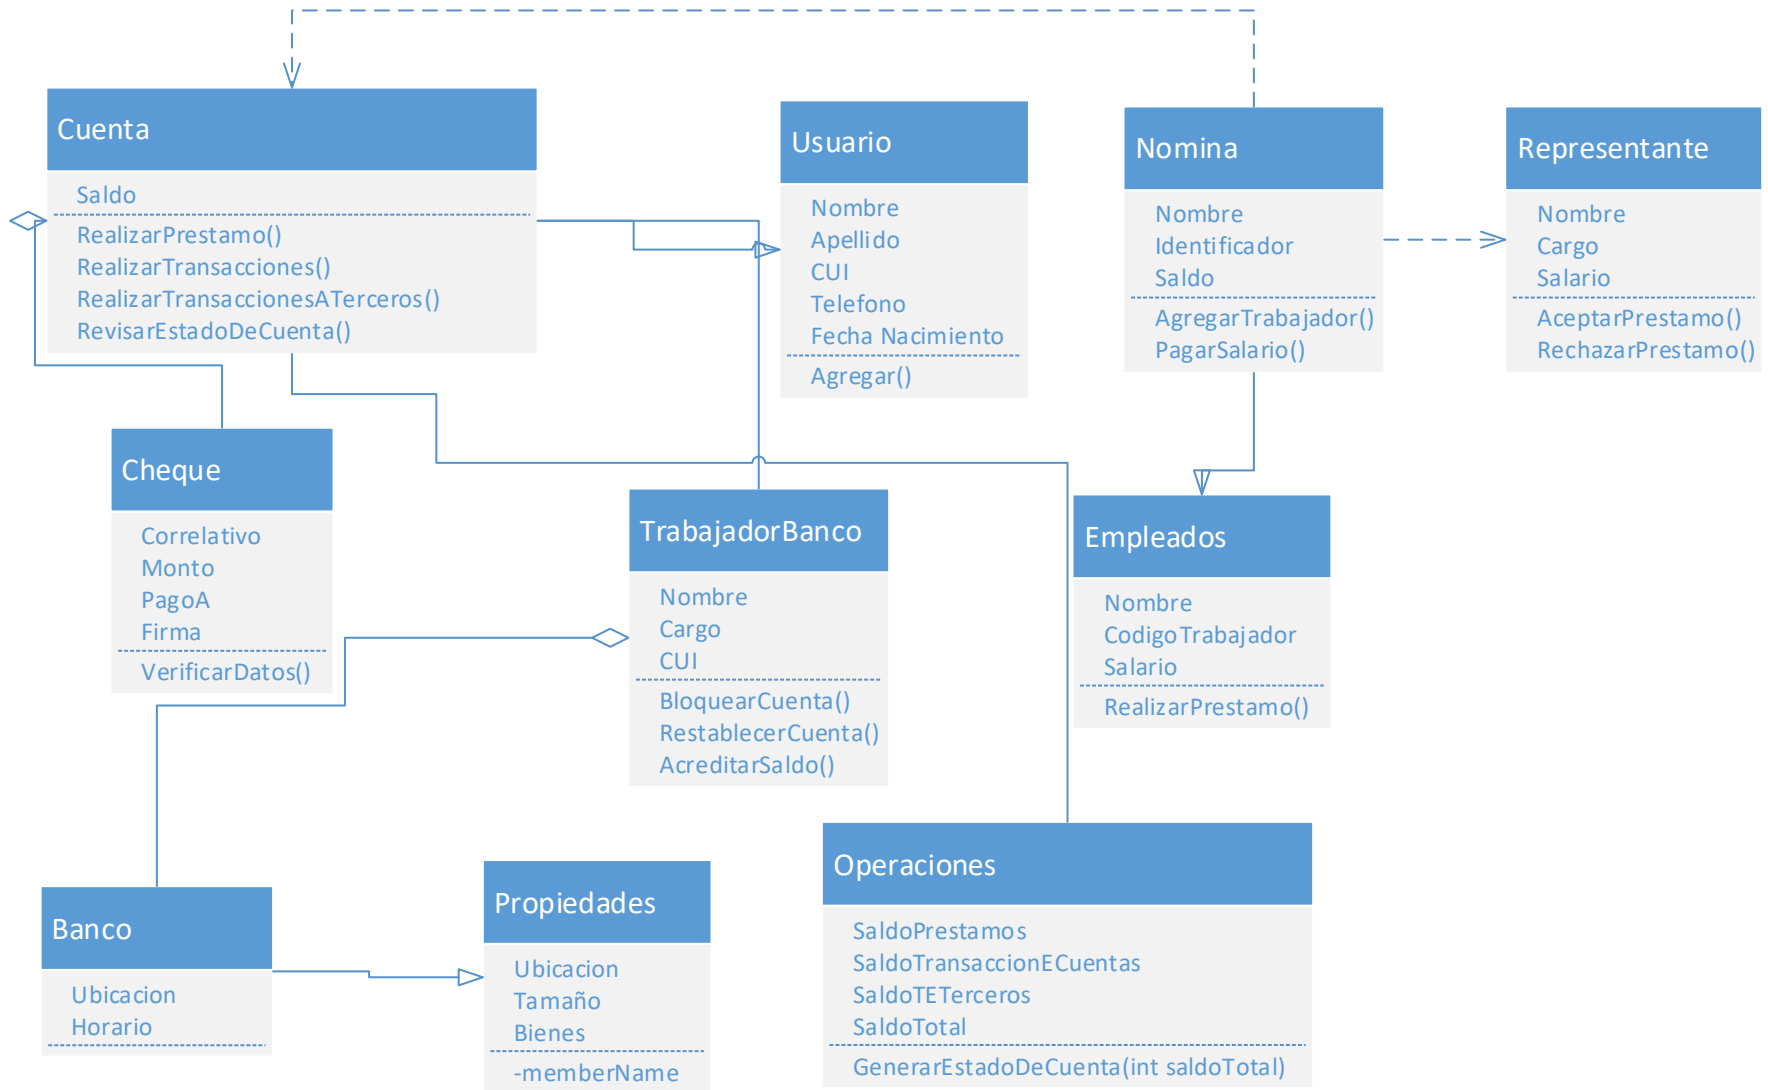 Cuenta
Saldo
RealizarPrestamo()
RealizarTransacciones()
RealizarTransaccionesATerceros()
RevisarEstadoDeCuenta()
Usuario
Nombre
Apellido
CUI
Telefono
Fecha Nacimiento
Agregar()
Nomina
Nombre
Identificador
Saldo
AgregarTrabajador()
PagarSalario()
Representante
Nombre
Cargo
Salario
AceptarPrestamo()
RechazarPrestamo()
Cheque
Correlativo
Monto
PagoA
Firma
VerificarDatos()
TrabajadorBanco
Nombre
Cargo
CUI
BloquearCuenta()
RestablecerCuenta()
AcreditarSaldo()
Empleados
Nombre
CodigoTrabajador
Salario
RealizarPrestamo()
Banco
Ubicacion
Horario
Propiedades
Ubicacion
Tamaño
Bienes
-memberName
Operaciones
SaldoPrestamos
SaldoTransaccionECuentas
SaldoTETerceros
SaldoTotal
GenerarEstadoDeCuenta(int saldoTotal)